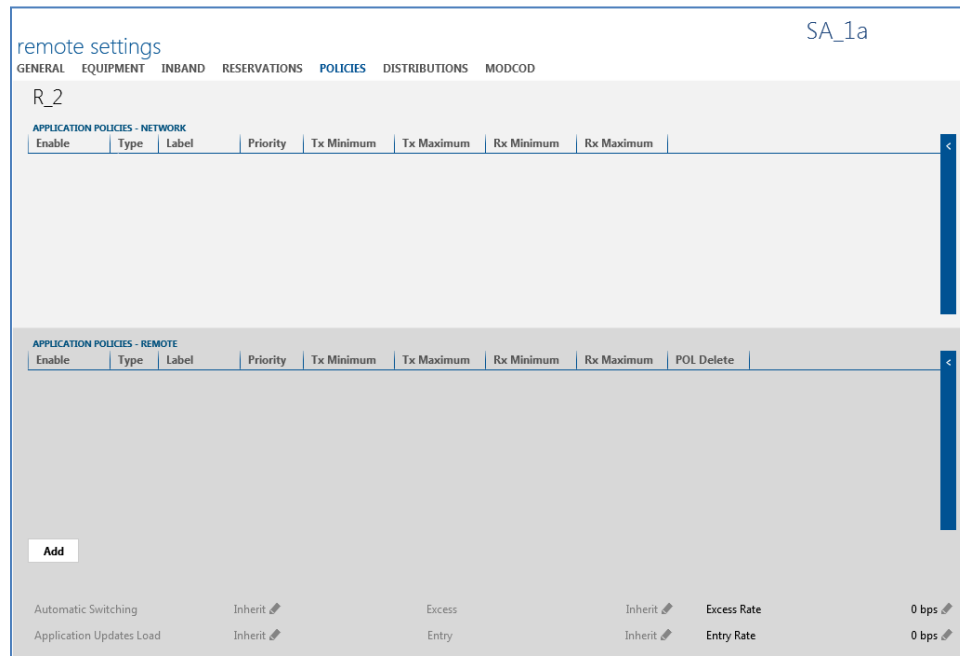 SA_1a
remote settings
GENERAL EQUIPMENT INBAND RESERVATIONS POLICIES DISTRIBUTIONS MODCOD
R_2
APPLICATION POLICIES - NETWORK
Enable Type Label Priority Tx Minimum Tx Maximum Rx Minimum Rx Maximum
<
APPLICATION POLICIES - REMOTE
Enable Type Label Priority Tx Minimum Tx Maximum Rx Minimum Rx Maximum POL Delete
<
Add
Automatic Switching Inherit Excess Inherit Excess Rate 0 bps
Application Updates Load Inherit Entry Inherit Entry Rate 0 bps